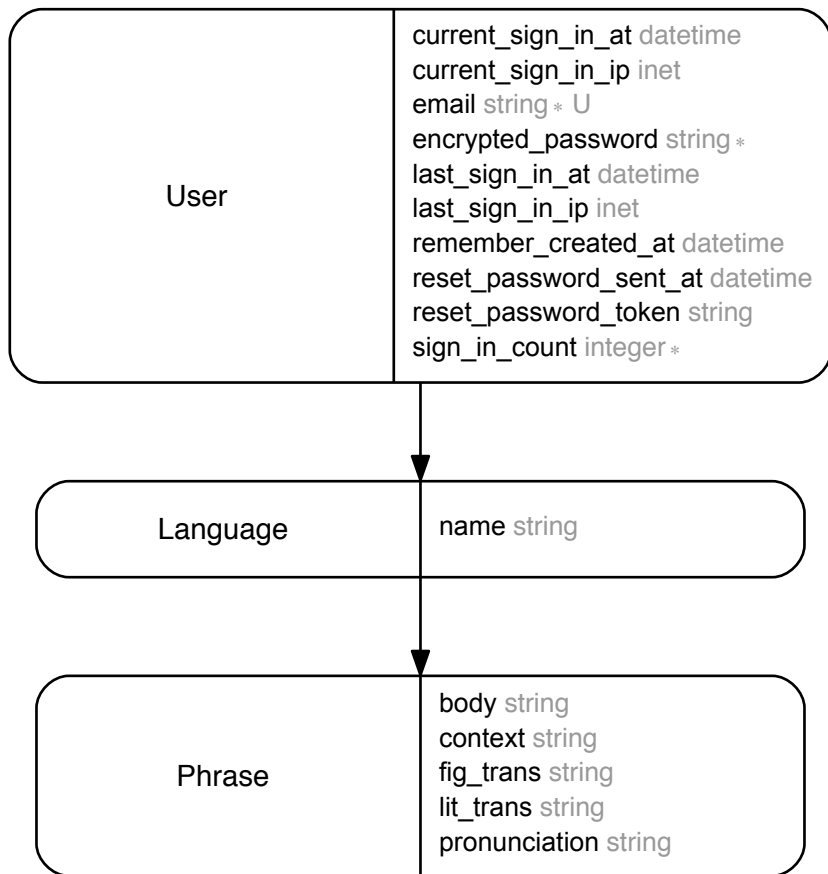 User
current_sign_in_at datetime
current_sign_in_ip inet
email string * U
encrypted_password string *
last_sign_in_at datetime
last_sign_in_ip inet
remember_created_at datetime
reset_password_sent_at datetime
reset_password_token string
sign_in_count integer *
Language
name string
Phrase
body string
context string
fig_trans string
lit_trans string
pronunciation string